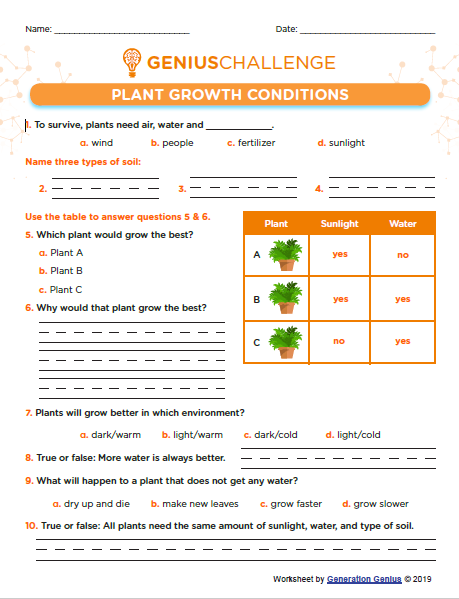 Name: ___________________________ Date: ___________________________
GENIUSCHALLENGE
PLANT GROWTH CONDITIONS
1. To survive, plants need air, water and _____________.
a. wind b. people c. fertilizer d. sunlight
Name three types of soil:
2. 3. 4.
Use the table to answer questions 5 & 6.
5. Which plant would grow the best?
a. Plant A
b. Plant B
c. Plant C
Plant Sunlight Water
A yes no
B yes yes
C no yes
6. Why would that plant grow the best?
7. Plants will grow better in which environment?
a. dark/warm b. light/warm c. dark/cold d. light/cold
8. True or false: More water is always better.
9. What will happen to a plant that does not get any water?
a. dry up and die b. make new leaves c. grow faster d. grow slower
10. True or false: All plants need the same amount of sunlight, water, and type of soil.
Worksheet by Generation Genius © 2019